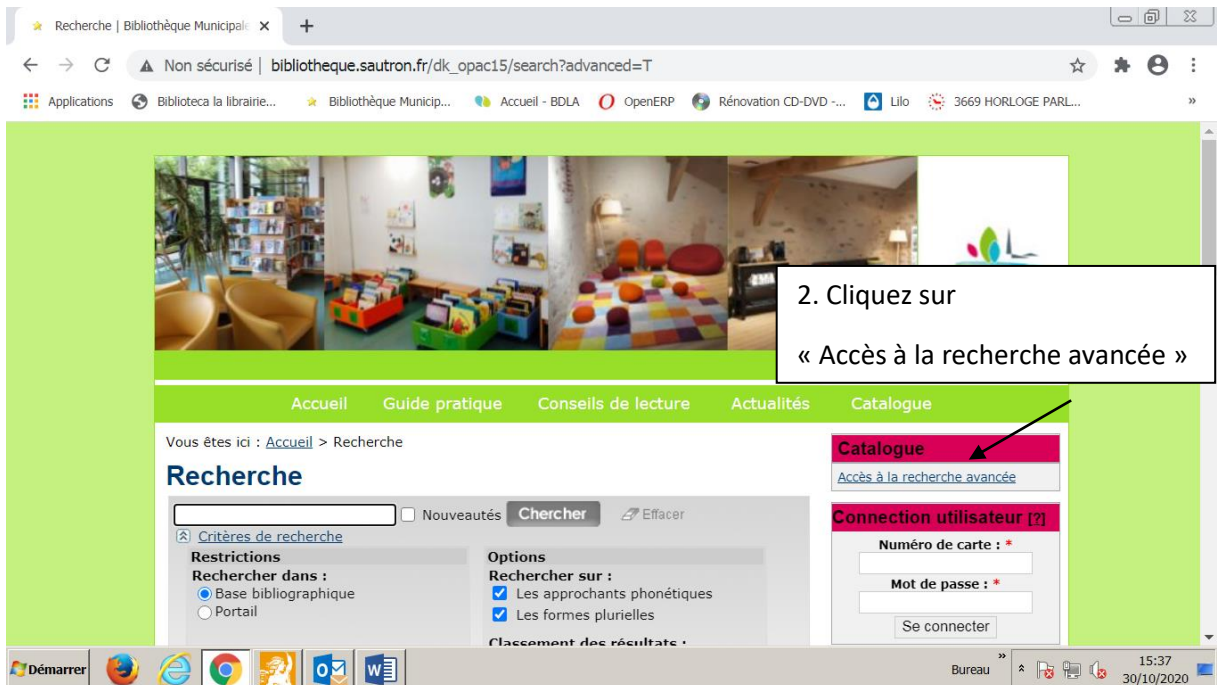 Recherche | Bibliothèque Municipale
Non sécurisé | bibliotheque.sautron.fr/dk_opac15/search?advanced=T
Applications Biblioteca la librairie... Bibliothèque Municip... Accueil - BDLA OpenERP Rénovation CD-DVD -... Lilo 3669 HORLOGE PARL... »
2. Cliquez sur
« Accès à la recherche avancée »
Accueil Guide pratique Conseils de lecture Actualités Catalogue
Vous êtes ici : Accueil > Recherche
Recherche
Nouveautés Chercher Effacer
Critères de recherche
Restrictions
Rechercher dans :
Base bibliographique
Portail
Options
Rechercher sur :
Les approchants phonétiques
Les formes plurielles
Classement des résultats :
Catalogue
Accès à la recherche avancée
Connection utilisateur [?]
Numéro de carte : *
Mot de passe : *
Se connecter
Démarrer
Bureau »
15:37
30/10/2020